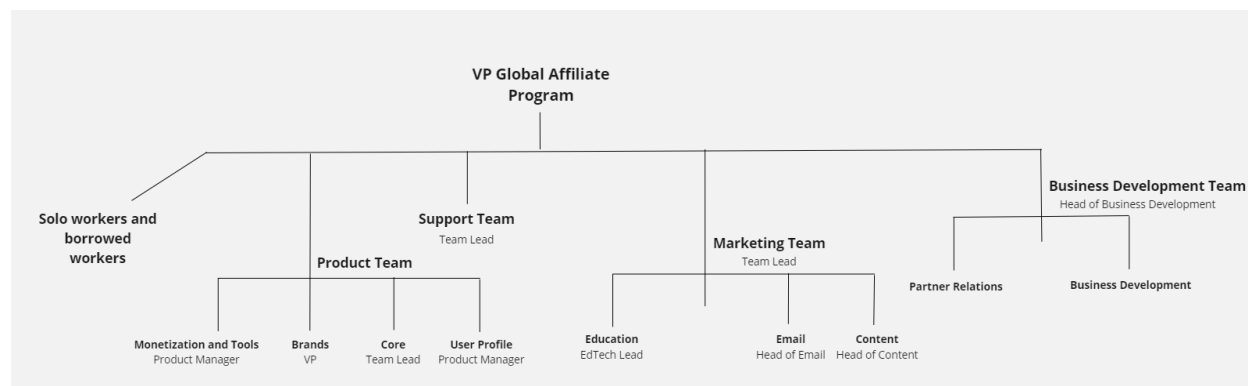 VP Global Affiliate
Program
Solo workers and
borrowed
workers
Product Team
Monetization and Tools
Product Manager
Brands
VP
Core
Team Lead
User Profile
Product Manager
Support Team
Team Lead
Marketing Team
Team Lead
Education
EdTech Lead
Email
Head of Email
Content
Head of Content
Business Development Team
Head of Business Development
Partner Relations
Business Development